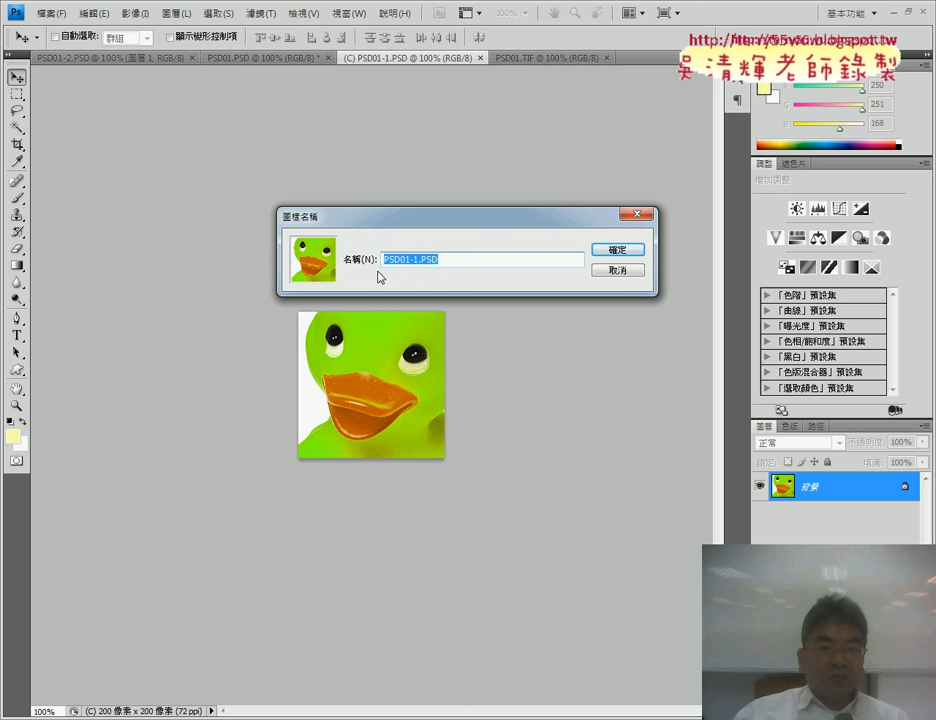 Ps 檔案(F) 編輯(E) 影像(I) 圖層(L) 選取(S) 濾鏡(T) 檢視(V) 視窗(W) 說明(H) 100% 基本功能
自動選取: 群組 顯示變形控制項
吳清輝老師錄製
PSD01-2.PSD @ 100% (圖層 1, RGB/8) PSD01.PSD @ 100% (RGB/8) * (C) PSD01-1.PSD @ 100% (RGB/8) PSD01.TIF @ 100% (RGB/8)
R 250
G 251
B 168
調整 遮色片
增加調整
圖樣名稱
名稱(N): PSD01-1.PSD
確定
取消
「色階」預設集
「曲線」預設集
「曝光度」預設集
「色相/飽和度」預設集
「黑白」預設集
「色版混合器」預設集
「選取顏色」預設集
圖層 色版 路徑
正常 不透明度: 100%
鎖定: 填滿: 100%
背景
100% (C) 200 像素 x 200 像素 (72 ppi)